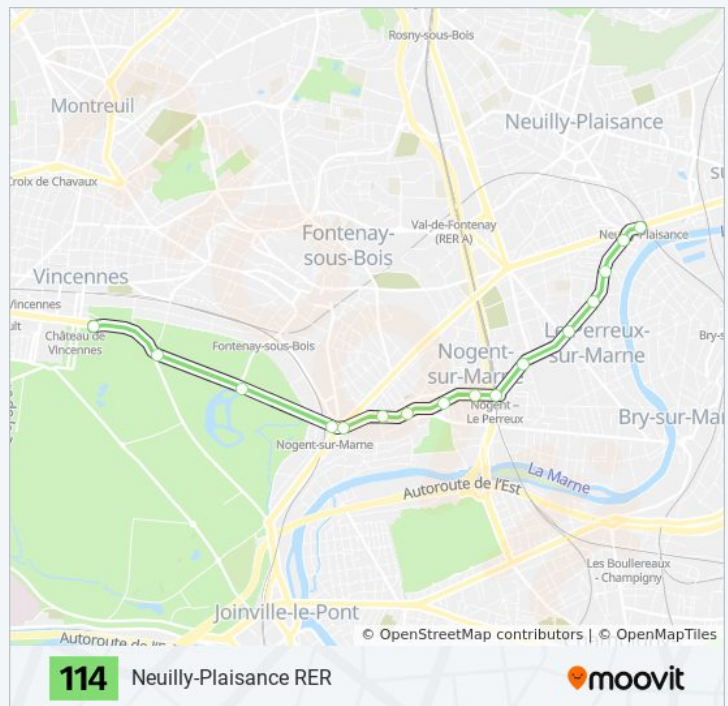 Rosny-sous-Bois
Montreuil
Neuilly-Plaisance
Croix de Chavaux
Val-de-Fontenay
(RER A)
Fontenay-
sous-Bois
Vincennes
Vincennes
Château de
Vincennes
Fontenay-sous-Bois
Nogent-
sur-Marne
Le Perreux-
sur-Marne
Nogent –
Le Perreux
Nogent-sur-Marne
Bry-sur-Mar
Bry-s
La Marne
Autoroute de l'Est
Les Boullereaux
- Champigny
Joinville-le-Pont
Autoroute de l'E
© OpenStreetMap contributors | © OpenMapTiles
114 Neuilly-Plaisance RER
moovit